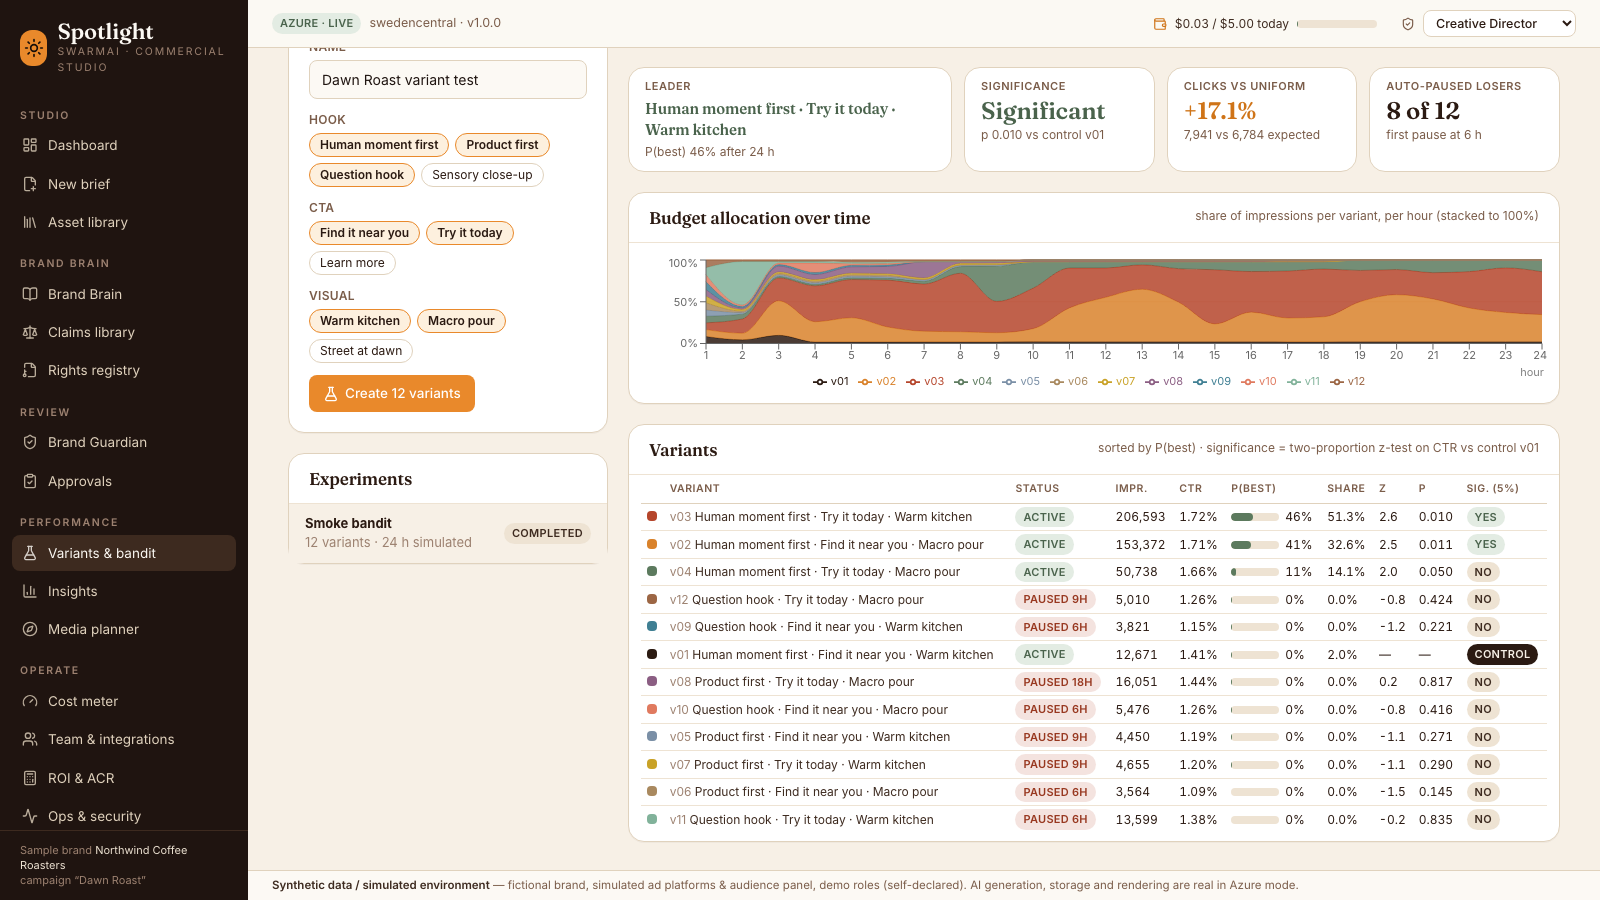 Spotlight
SWARMAI · COMMERCIAL
STUDIO
STUDIO
Dashboard
New brief
Asset library
BRAND BRAIN
Brand Brain
Claims library
Rights registry
REVIEW
Brand Guardian
Approvals
PERFORMANCE
Variants & bandit
Insights
Media planner
OPERATE
Cost meter
Team & integrations
ROI & ACR
Ops & security
Sample brand Northwind Coffee
Roasters
campaign “Dawn Roast”
AZURE · LIVE swedencentral · v1.0.0
$0.03 / $5.00 today
Creative Director
NAME
Dawn Roast variant test
HOOK
Human moment first Product first
Question hook Sensory close-up
CTA
Find it near you Try it today
Learn more
VISUAL
Warm kitchen Macro pour
Street at dawn
Create 12 variants
Experiments
Smoke bandit
12 variants · 24 h simulated
COMPLETED
LEADER
Human moment first · Try it today ·
Warm kitchen
P(best) 46% after 24 h
SIGNIFICANCE
Significant
p 0.010 vs control v01
CLICKS VS UNIFORM
+17.1%
7,941 vs 6,784 expected
AUTO-PAUSED LOSERS
8 of 12
first pause at 6 h
Budget allocation over time
share of impressions per variant, per hour (stacked to 100%)
100%
50%
0%
1 2 3 4 5 6 7 8 9 10 11 12 13 14 15 16 17 18 19 20 21 22 23 24
hour
v01 v02 v03 v04 v05 v06 v07 v08 v09 v10 v11 v12
Variants
sorted by P(best) · significance = two-proportion z-test on CTR vs control v01
VARIANT STATUS IMPR. CTR P(BEST) SHARE Z P SIG. (5%)
v03 Human moment first · Try it today · Warm kitchen ACTIVE 206,593 1.72% 46% 51.3% 2.6 0.010 YES
v02 Human moment first · Find it near you · Macro pour ACTIVE 153,372 1.71% 41% 32.6% 2.5 0.011 YES
v04 Human moment first · Try it today · Macro pour ACTIVE 50,738 1.66% 11% 14.1% 2.0 0.050 NO
v12 Question hook · Try it today · Macro pour PAUSED 9H 5,010 1.26% 0% 0.0% -0.8 0.424 NO
v09 Question hook · Find it near you · Warm kitchen PAUSED 6H 3,821 1.15% 0% 0.0% -1.2 0.221 NO
v01 Human moment first · Find it near you · Warm kitchen ACTIVE 12,671 1.41% 0% 2.0% — — CONTROL
v08 Product first · Try it today · Macro pour PAUSED 18H 16,051 1.44% 0% 0.0% 0.2 0.817 NO
v10 Question hook · Find it near you · Macro pour PAUSED 6H 5,476 1.26% 0% 0.0% -0.8 0.416 NO
v05 Product first · Find it near you · Warm kitchen PAUSED 9H 4,450 1.19% 0% 0.0% -1.1 0.271 NO
v07 Product first · Try it today · Warm kitchen PAUSED 9H 4,655 1.20% 0% 0.0% -1.1 0.290 NO
v06 Product first · Find it near you · Macro pour PAUSED 6H 3,564 1.09% 0% 0.0% -1.5 0.145 NO
v11 Question hook · Try it today · Warm kitchen PAUSED 6H 13,599 1.38% 0% 0.0% -0.2 0.835 NO
Synthetic data / simulated environment — fictional brand, simulated ad platforms & audience panel, demo roles (self-declared). AI generation, storage and rendering are real in Azure mode.